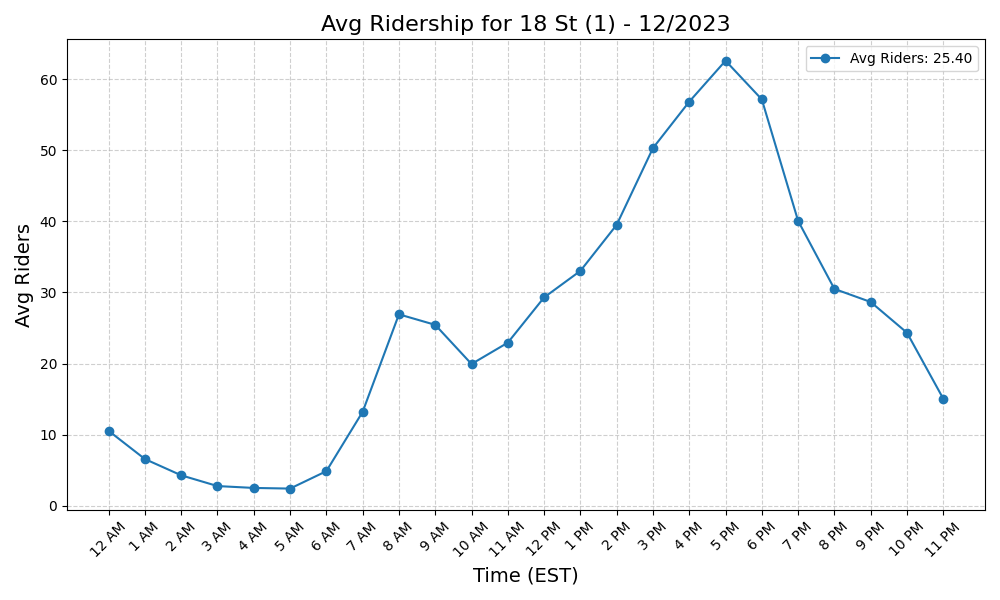 Avg Ridership for 18 St (1) - 12/2023
Avg Riders: 25.40
Avg Riders
60
50
40
30
20
10
0
12 AM
1 AM
2 AM
3 AM
4 AM
5 AM
6 AM
7 AM
8 AM
9 AM
10 AM
11 AM
12 PM
1 PM
2 PM
3 PM
4 PM
5 PM
6 PM
7 PM
8 PM
9 PM
10 PM
11 PM
Time (EST)